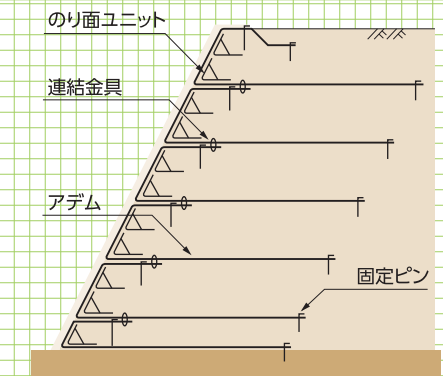 のり面ユニット
連結金具
アデム
固定ピン